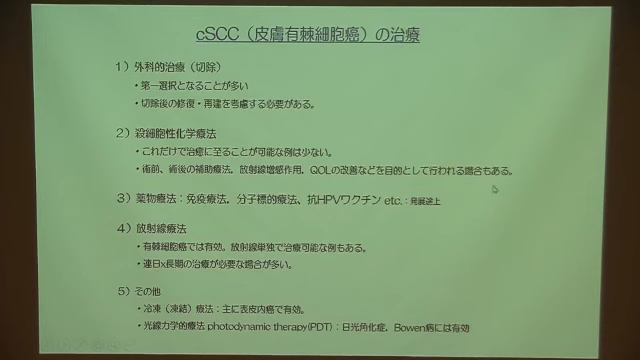 cSCC（皮膚有棘細胞癌）の治療
1）外科的治療（切除）
・第一選択となることが多い
・切除後の修復・再建を考慮する必要がある。
2）殺細胞性化学療法
・これだけで治癒に至ることが可能な例は少ない。
・術前、術後の補助療法，放射線増感作用，QOLの改善などを目的として行われる場合もある。
3）薬物療法：免疫療法，分子標的療法、抗HPVワクチン etc.：発展途上
4）放射線療法
・有棘細胞癌では有効。放射線単独で治療可能な例もある。
・連日x長期の治療が必要な場合が多い。
5）その他
・冷凍（凍結）療法：主に表皮内癌で有効。
・光線力学的療法 photodynamic therapy(PDT)：日光角化症，Bowen病には有効